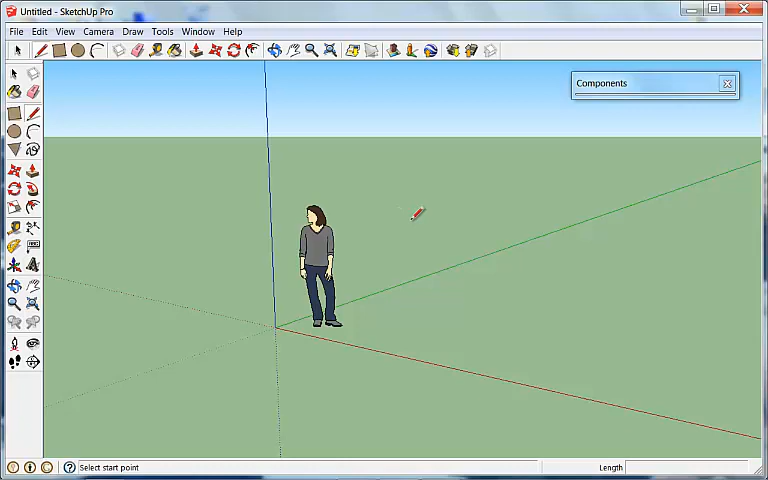 Untitled - SketchUp Pro
File Edit View Camera Draw Tools Window Help
Components
Select start point
Length